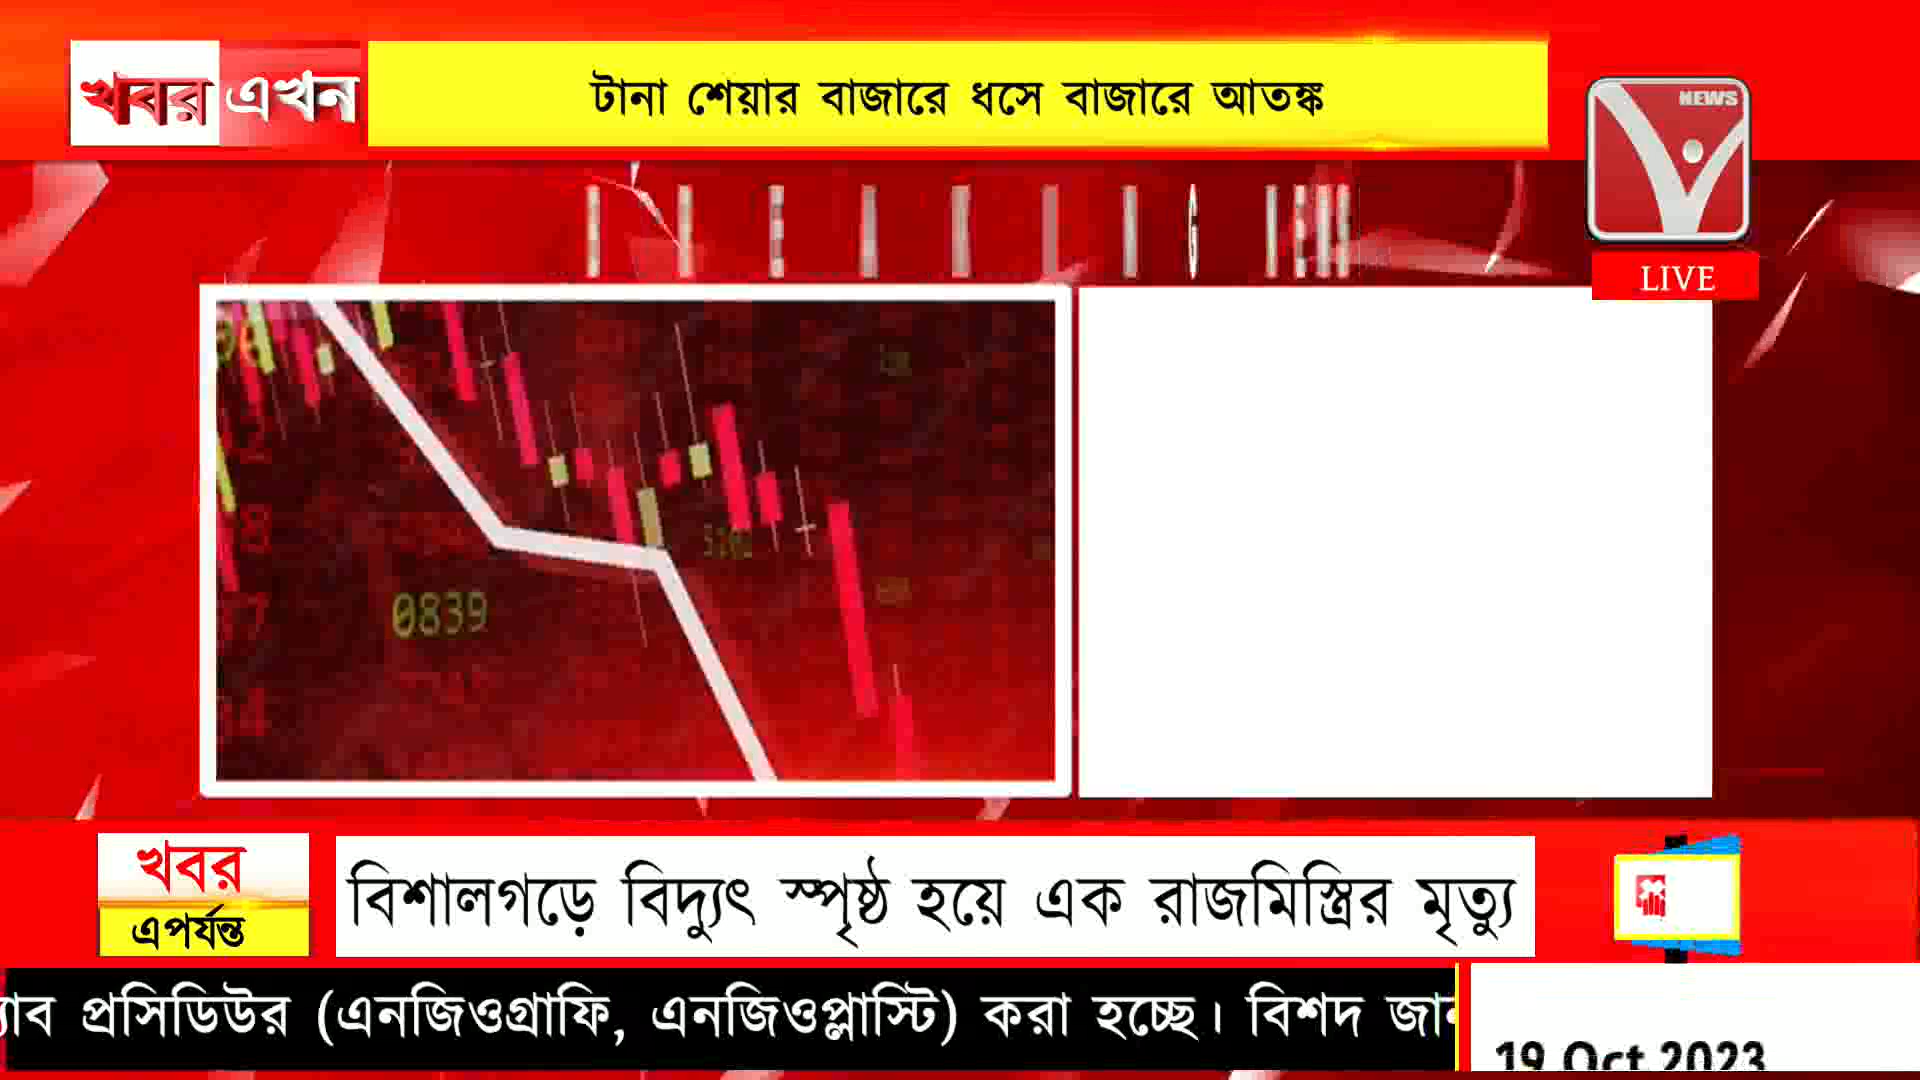 খবর এখন
টানা শেয়ার বাজারে ধসে বাজারে আতঙ্ক
NEWS
LIVE
0839
খবর
এপর্যন্ত
বিশালগড়ে বিদ্যুৎ স্পৃষ্ঠ হয়ে এক রাজমিস্ত্রির মৃত্যু
প্রসিডিউর (এনজিওগ্রাফি, এনজিওপ্লাস্টি) করা হচ্ছে। বিশদ
19 Oct 2023